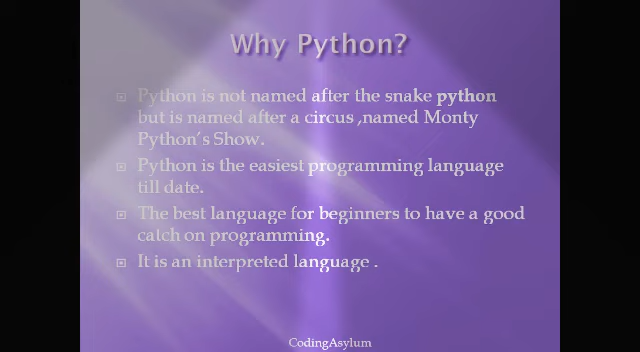 Why Python?
Python is not named after the snake python
but is named after a circus ,named Monty
Python's Show.
Python is the easiest programming language
till date.
The best language for beginners to have a good
catch on programming.
It is an interpreted language .
CodingAsylum